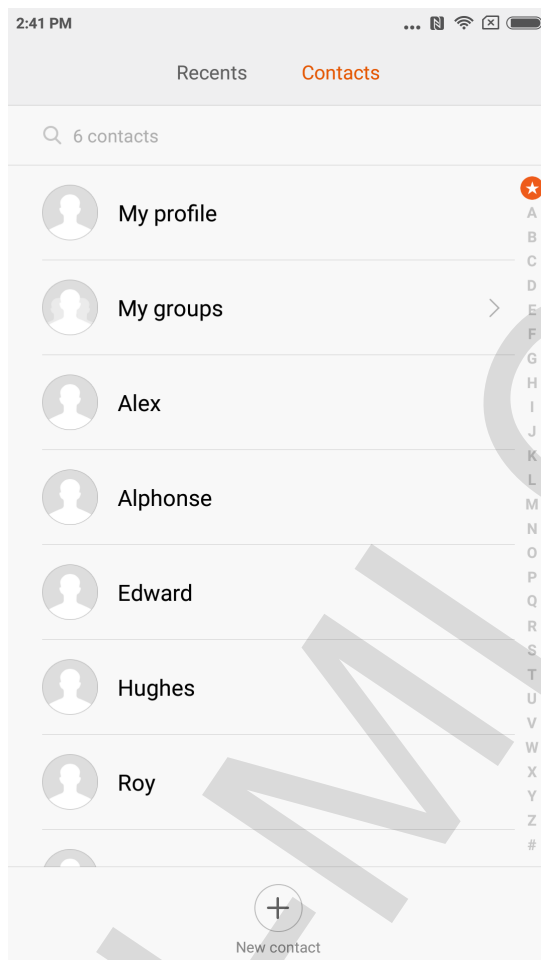 2:41 PM
Recents Contacts
6 contacts
My profile
My groups
Alex
Alphonse
Edward
Hughes
Roy
A
B
C
D
E
F
G
H
I
J
K
L
M
N
O
P
Q
R
S
T
U
V
W
X
Y
Z
#
New contact